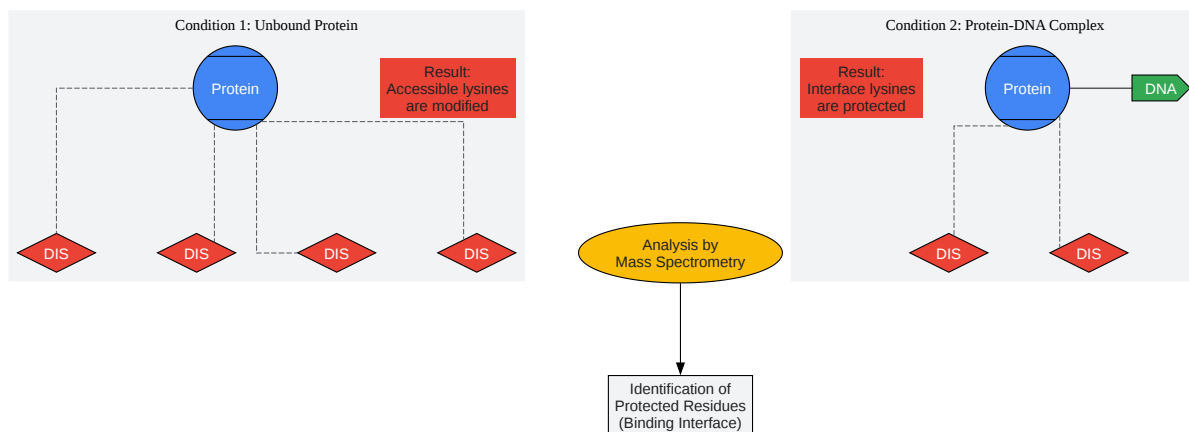 Condition 1: Unbound Protein
Protein
Result:
Accessible lysines
are modified
DIS
DIS
DIS
DIS
Analysis by
Mass Spectrometry
Identification of
Protected Residues
(Binding Interface)
Condition 2: Protein-DNA Complex
Result:
Interface lysines
are protected
Protein
DNA
DIS
DIS